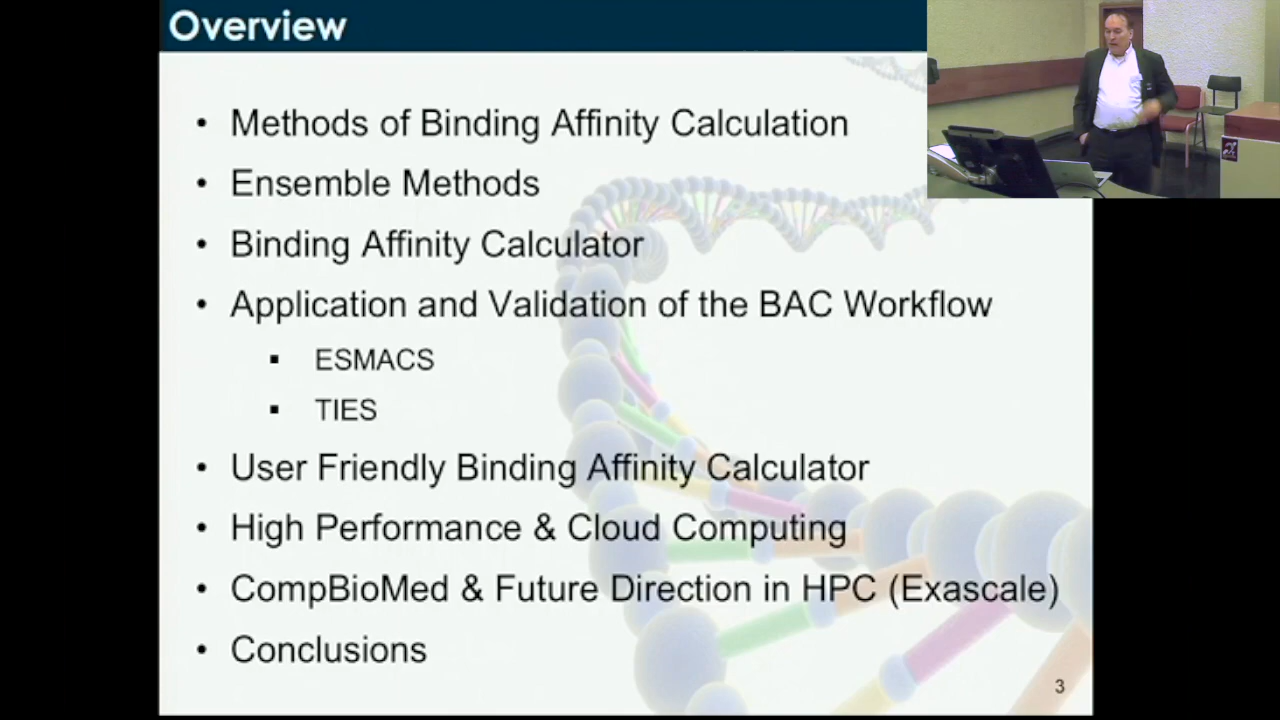 Overview
• Methods of Binding Affinity Calculation
• Ensemble Methods
• Binding Affinity Calculator
• Application and Validation of the BAC Workflow
▪ ESMACS
▪ TIES
• User Friendly Binding Affinity Calculator
• High Performance & Cloud Computing
• CompBioMed & Future Direction in HPC (Exascale)
• Conclusions
3